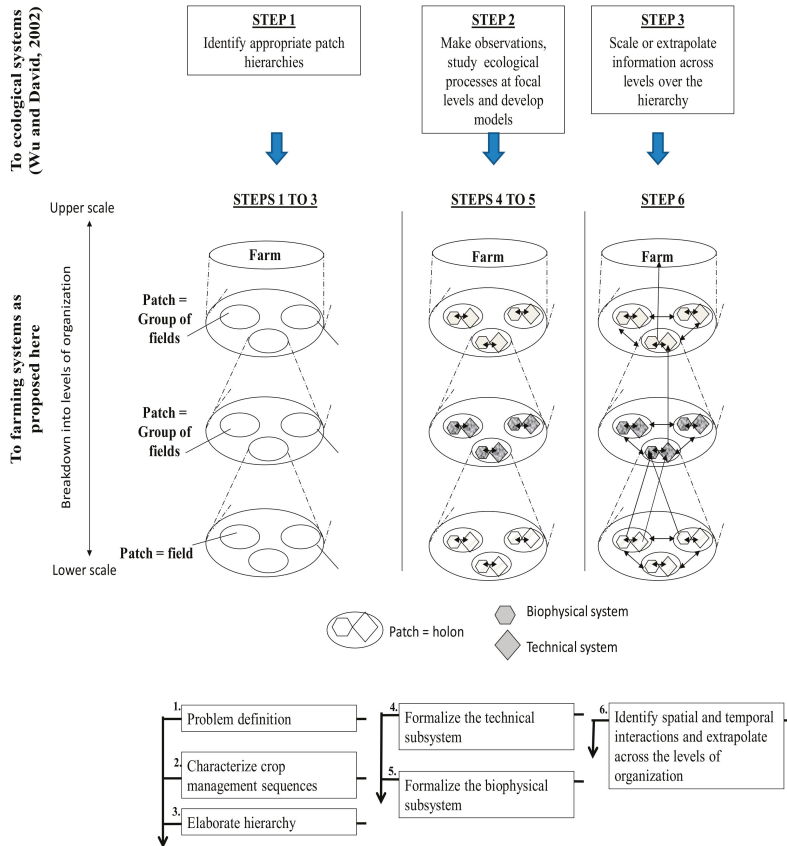 To ecological systems
(Wu and David, 2002)
STEP 1
Identify appropriate patch
hierarchies
STEP 2
Make observations,
study ecological
processes at focal
levels and develop
models
STEP 3
Scale or extrapolate
information across
levels over the
hierarchy
To farming systems as
proposed here
Upper scale
Breakdown into levels of organization
Lower scale
STEPS 1 TO 3
STEPS 4 TO 5
STEP 6
Farm
Farm
Farm
Patch =
Group of
fields
Patch =
Group of
fields
Patch = field
Patch = holon
Biophysical system
Technical system
1.
Problem definition
2.
Characterize crop
management sequences
3.
Elaborate hierarchy
4.
Formalize the technical
subsystem
5.
Formalize the biophysical
subsystem
6.
Identify spatial and temporal
interactions and extrapolate
across the levels of
organization